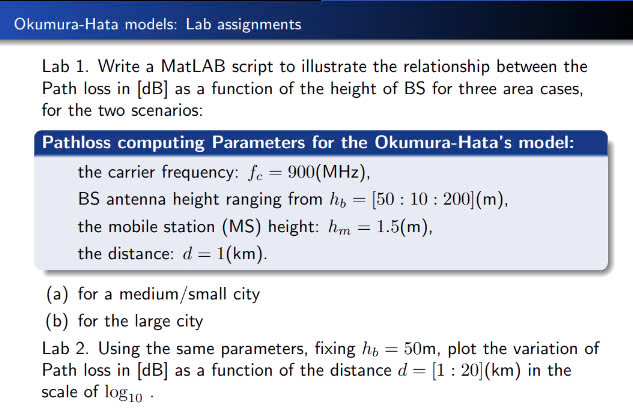 Okumura-Hata models: Lab assignments
Lab 1. Write a MatLAB script to illustrate the relationship between the
Path loss in [dB] as a function of the height of BS for three area cases,
for the two scenarios:
Pathloss computing Parameters for the Okumura-Hata's model:
the carrier frequency: f_c = 900(MHz),
BS antenna height ranging from h_b = [50 : 10 : 200](m),
the mobile station (MS) height: h_m = 1.5(m),
the distance: d = 1(km).
(a) for a medium/small city
(b) for the large city
Lab 2. Using the same parameters, fixing h_b = 50m, plot the variation of
Path loss in [dB] as a function of the distance d = [1 : 20](km) in the
scale of log_10 .